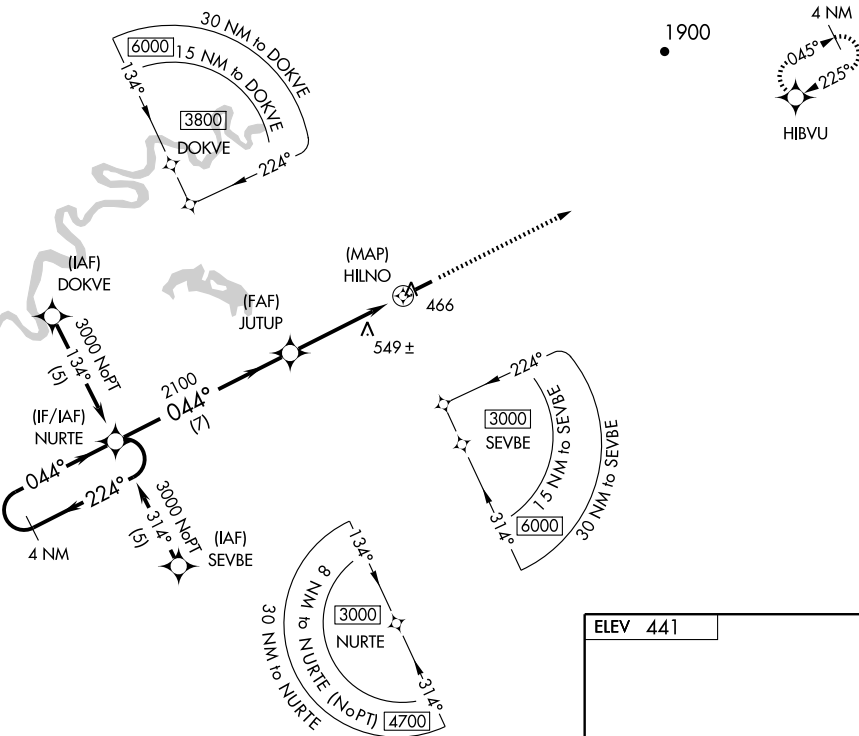 30 NM to DOKVE
6000
15 NM to DOKVE
134°
3800
DOKVE
224°
1900
4 NM
045°
225°
HIBVU
(IAF)
DOKVE
3000 NoPT
134°
(5)
(MAP)
HILNO
466
(FAF)
JUTUP
549 ±
2100
044°
(7)
(IF/IAF)
NURTE
044°
224°
4 NM
3000 NoPT
314°
(5)
(IAF)
SEVBE
224°
3000
SEVBE
15 NM to SEVBE
30 NM to SEVBE
314°
6000
134°
3000
NURTE
8 NM to NURTE (NoPT)
30 NM to NURTE
4700
314°
ELEV 441